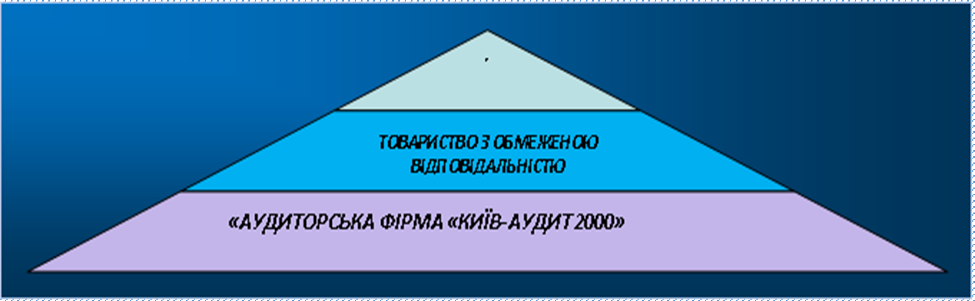 ТОВАРИСТВО З ОБМЕЖЕНОЮ
ВІДПОВІДАЛЬНІСТЮ
«АУДИТОРСЬКА ФІРМА «КИЇВ-АУДИТ 2000»